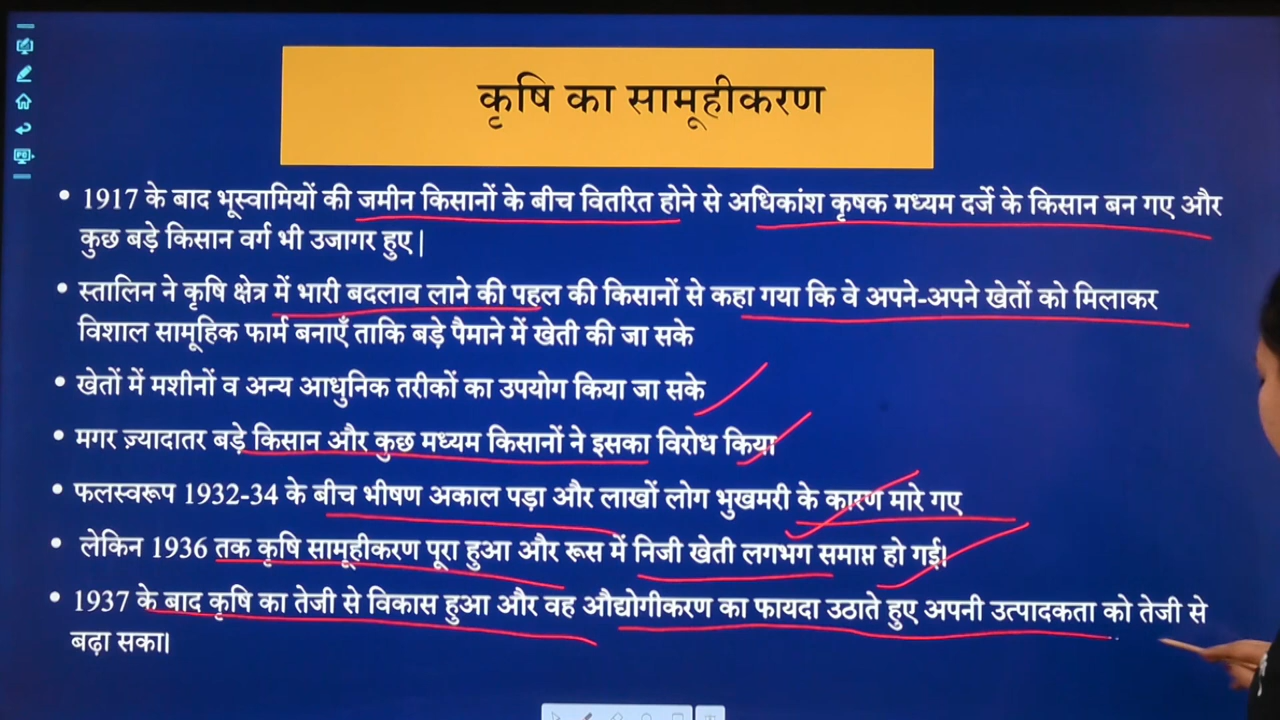 कृषि का सामूहीकरण
• 1917 के बाद भूस्वामियों की जमीन किसानों के बीच वितरित होने से अधिकांश कृषक मध्यम दर्जे के किसान बन गए और
कुछ बड़े किसान वर्ग भी उजागर हुए |
• स्तालिन ने कृषि क्षेत्र में भारी बदलाव लाने की पहल की किसानों से कहा गया कि वे अपने-अपने खेतों को मिलाकर
विशाल सामूहिक फार्म बनाएँ ताकि बड़े पैमाने में खेती की जा सके
• खेतों में मशीनों व अन्य आधुनिक तरीकों का उपयोग किया जा सके
• मगर ज़्यादातर बड़े किसान और कुछ मध्यम किसानों ने इसका विरोध किया
• फलस्वरूप 1932-34 के बीच भीषण अकाल पड़ा और लाखों लोग भुखमरी के कारण मारे गए
• लेकिन 1936 तक कृषि सामूहीकरण पूरा हुआ और रूस में निजी खेती लगभग समाप्त हो गई।
• 1937 के बाद कृषि का तेजी से विकास हुआ और वह औद्योगीकरण का फायदा उठाते हुए अपनी उत्पादकता को तेजी से
बढ़ा सका।